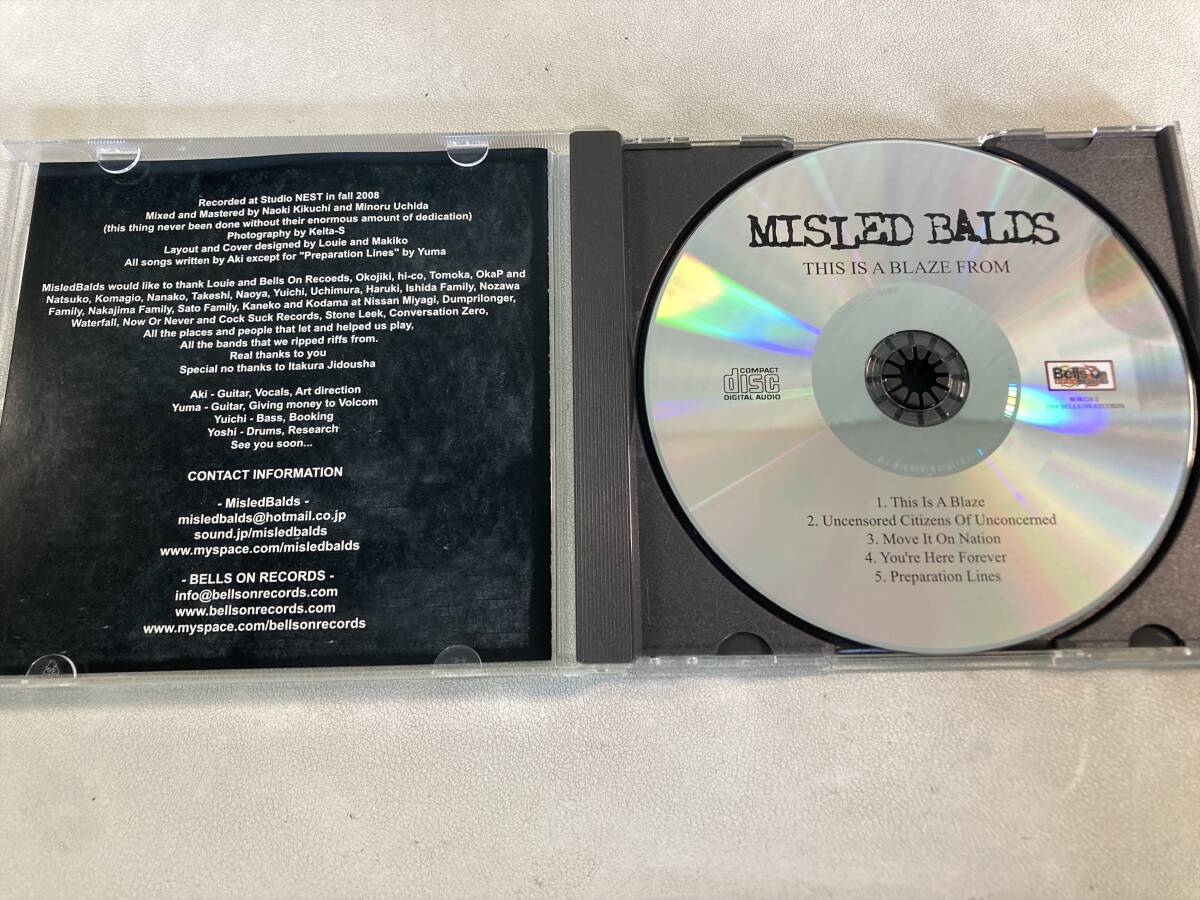 Recorded at Studio NEST in fall 2008
Mixed and Mastered by Naoki Kikuchi and Minoru Uchida
(this thing never been done without their enormous amount of dedication)
Photography by Keita-S
Layout and Cover designed by Louie and Makiko
All songs written by Aki except for "Preparation Lines" by Yuma
MisledBalds would like to thank Louie and Bells On Recoeds, Okojiki, hi-co, Tomoka, OkaP and
Natsuko, Komagio, Nanako, Takeshi, Naoya, Yuichi, Uchimura, Haruki, Ishida Family, Nozawa
Family, Nakajima Family, Sato Family, Kaneko and Kodama at Nissan Miyagi, Dumprilonger,
Waterfall, Now Or Never and Cock Suck Records, Stone Leek, Conversation Zero,
All the places and people that let and helped us play,
All the bands that we ripped riffs from.
Real thanks to you
Special no thanks to Itakura Jidousha
Aki - Guitar, Vocals, Art direction
Yuma - Guitar, Giving money to Volcom
Yuichi - Bass, Booking
Yoshi - Drums, Research
See you soon...
CONTACT INFORMATION
- MisledBalds -
misledbalds@hotmail.co.jp
sound.jp/misledbalds
www.myspace.com/misledbalds
- BELLS ON RECORDS -
info@bellsonrecords.com
www.bellsonrecords.com
www.myspace.com/bellsonrecords
MISLED BALDS
THIS IS A BLAZE FROM
COMPACT
disc
DIGITAL AUDIO
Bells On
BELLS ON RECORDS
1. This Is A Blaze
2. Uncensored Citizens Of Unconcerned
3. Move It On Nation
4. You're Here Forever
5. Preparation Lines